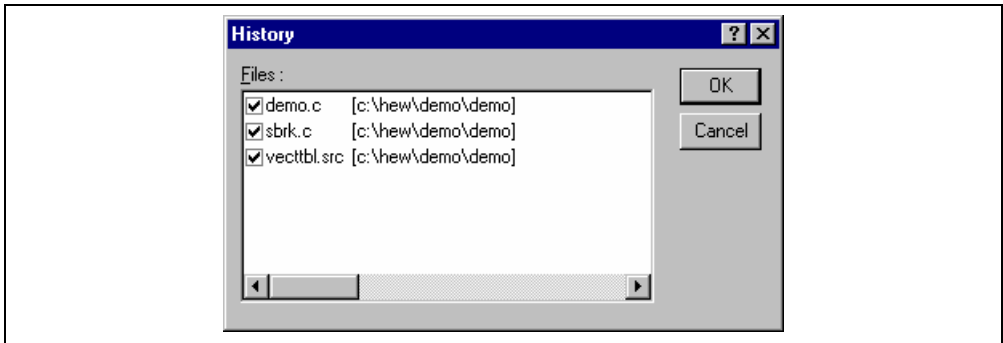 History
Files :
OK
demo.c [c:\hew\demo\demo]
sbrk.c [c:\hew\demo\demo]
Cancel
vecttbl.src [c:\hew\demo\demo]